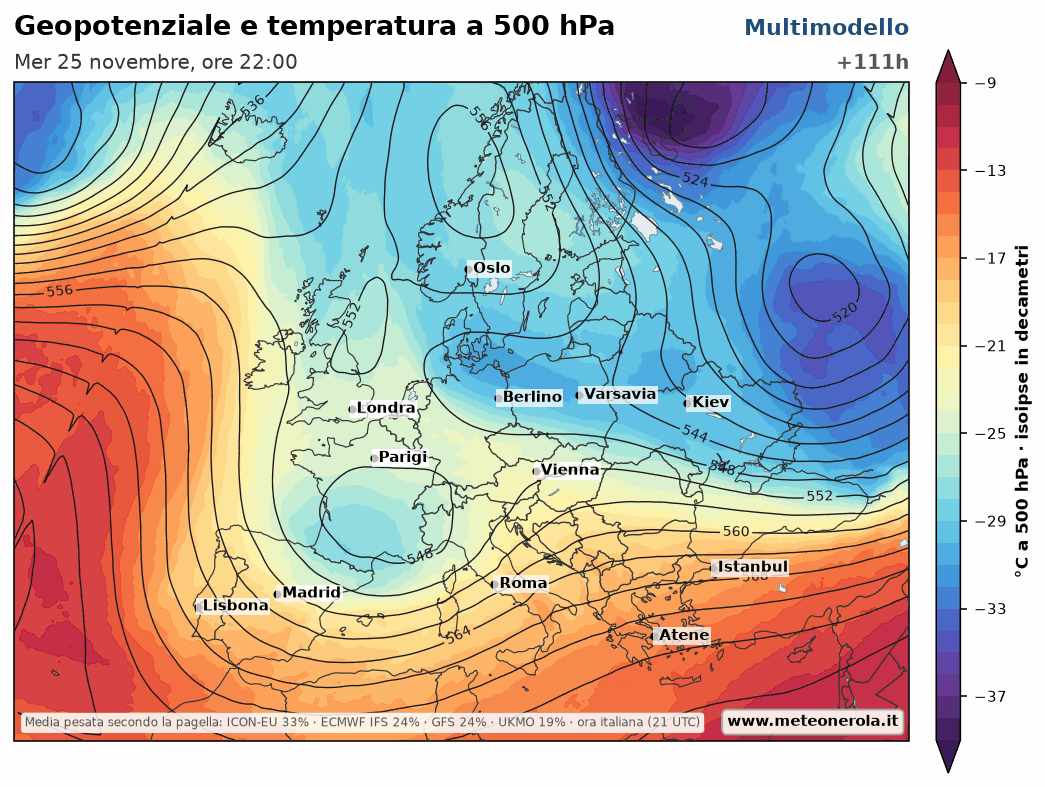 Geopotenziale e temperatura a 500 hPa
Multimodello
Mer 25 novembre, ore 22:00
+111h
536
556
552
524
556
552
520
Oslo
Berlino
Varsavia
Kiev
Londra
544
Parigi
548
Vienna
552
548
560
Istanbul
Roma
Madrid
Lisbona
564
Atene
Media pesata secondo la pagella: ICON-EU 33% · ECMWF IFS 24% · GFS 24% · UKMO 19% · ora italiana (21 UTC)
www.meteonerola.it
−9
−13
−17
−21
−25
−29
−33
−37
°C a 500 hPa · isoipse in decametri